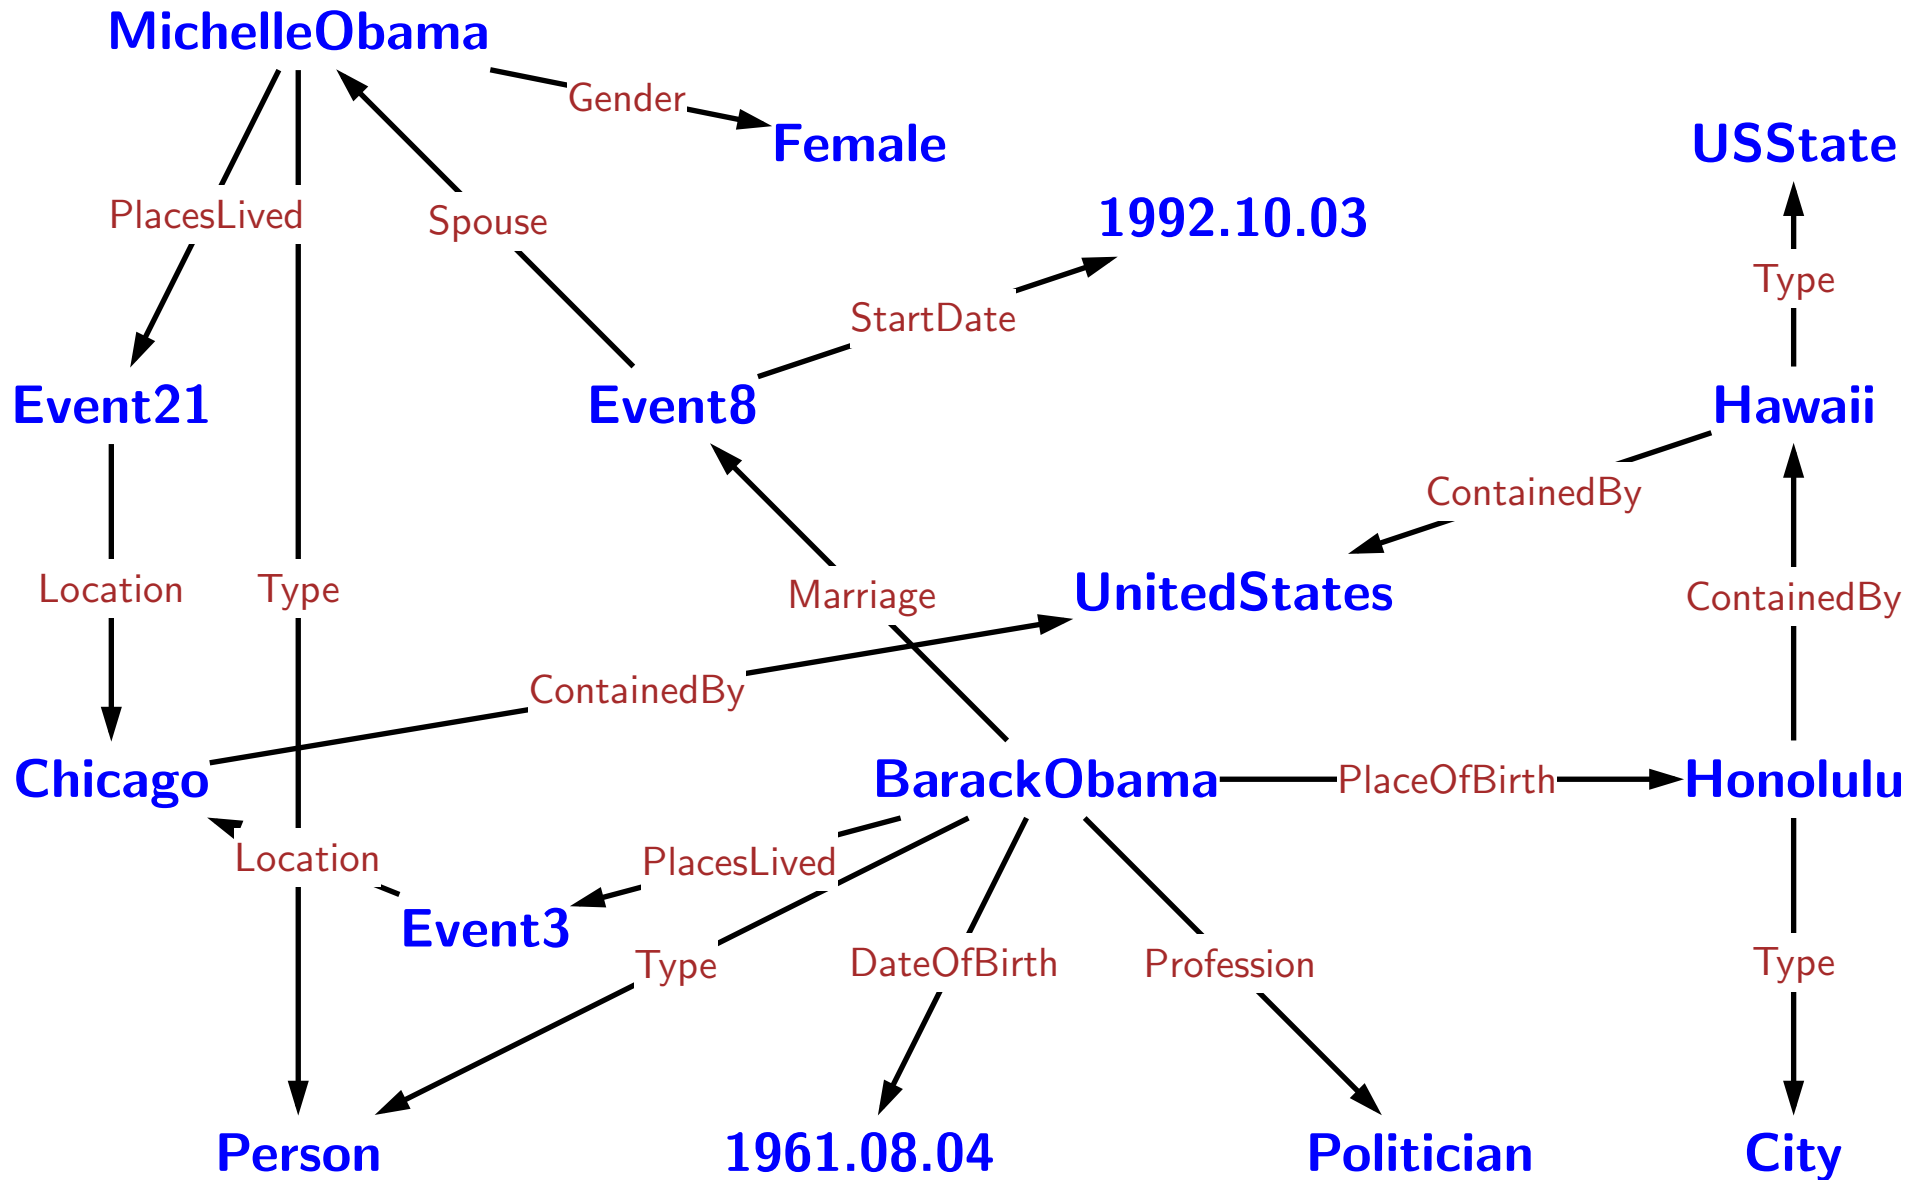 MichelleObama
Gender
Female
USState
PlacesLived
Spouse
1992.10.03
Type
StartDate
Event21
Event8
Hawaii
ContainedBy
Location
Type
Marriage
UnitedStates
ContainedBy
ContainedBy
Chicago
BarackObama
PlaceOfBirth
Honolulu
Location
PlacesLived
Event3
Type
DateOfBirth
Profession
Type
Person
1961.08.04
Politician
City